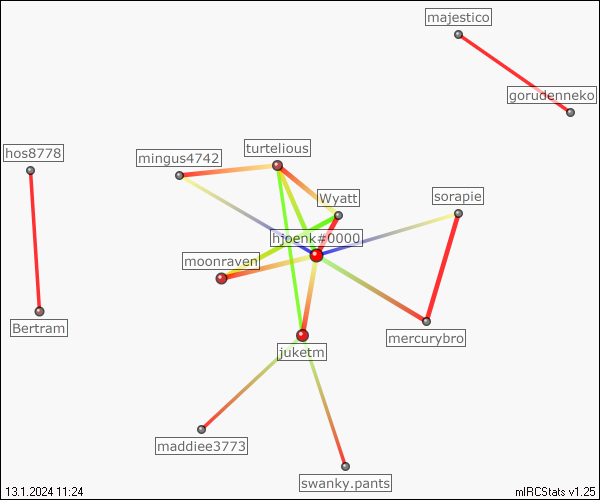 majestico
gorudenneko
hos8778
mingus4742
turtelious
Wyatt
sorapie
hjoenk#0000
moonraven
Bertram
mercurybro
juketm
maddiee3773
swanky.pants
13.1.2024 11:24
mIRCStats v1.25